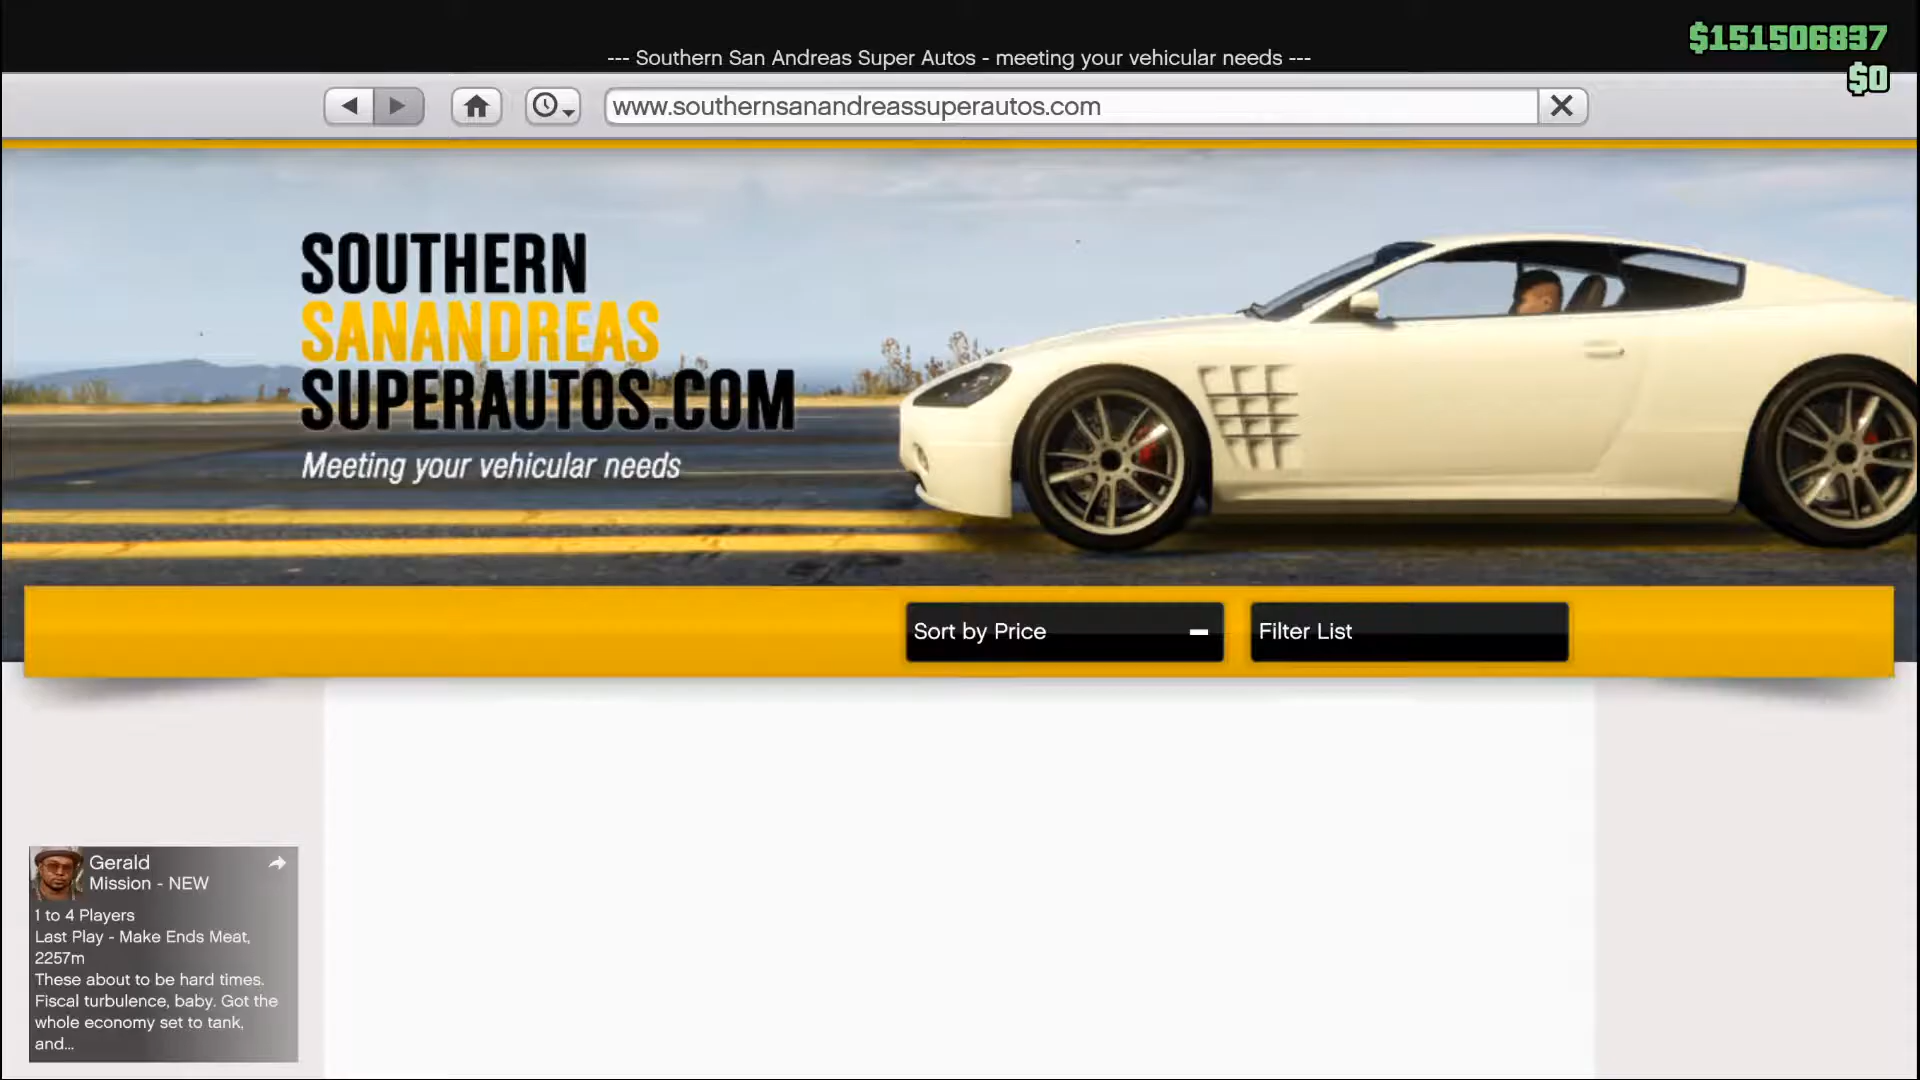 $151506837
--- Southern San Andreas Super Autos - meeting your vehicular needs ---
$0
www.southernsanandreassuperautos.com
SOUTHERN
SANANDREAS
SUPERAUTOS.COM
Meeting your vehicular needs
Sort by Price
Filter List
Gerald
Mission - NEW
1 to 4 Players
Last Play - Make Ends Meat,
2257m
These about to be hard times.
Fiscal turbulence, baby. Got the
whole economy set to tank,
and...